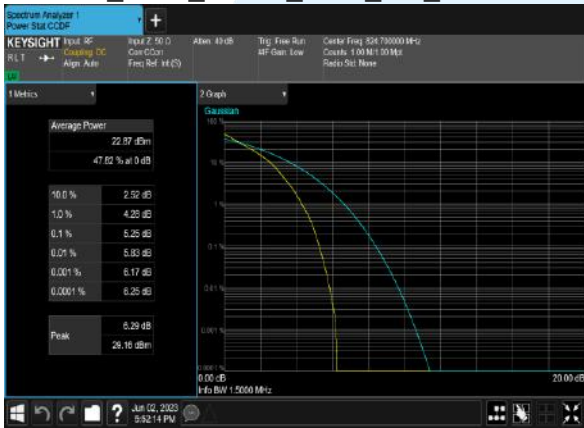 Spectrum Analyzer 1
Power Stat CCDF
+
KEYSIGHT
RLT
Input: RF
Coupling: DC
Align: Auto
Input Z: 50 Ω
Corr CCorr
Freq Ref: Int (S)
Atten: 40 dB
Trig: Free Run
#IF Gain: Low
Center Freq: 824.700000 MHz
Counts: 1.00 M/1.00 Mpt
Radio Std: None
1 Metrics
Average Power
22.87 dBm
47.82 % at 0 dB
10.0 % 2.52 dB
1.0 % 4.28 dB
0.1 % 5.25 dB
0.01 % 5.83 dB
0.001 % 6.17 dB
0.0001 % 6.25 dB
Peak
6.29 dB
29.16 dBm
2 Graph
Gaussian
100 %
10 %
1 %
0.1 %
0.01 %
0.001 %
0.0001 %
0.00 dB
20.00 dB
Info BW 1.5000 MHz
?
Jun 02, 2023
5:52:14 PM